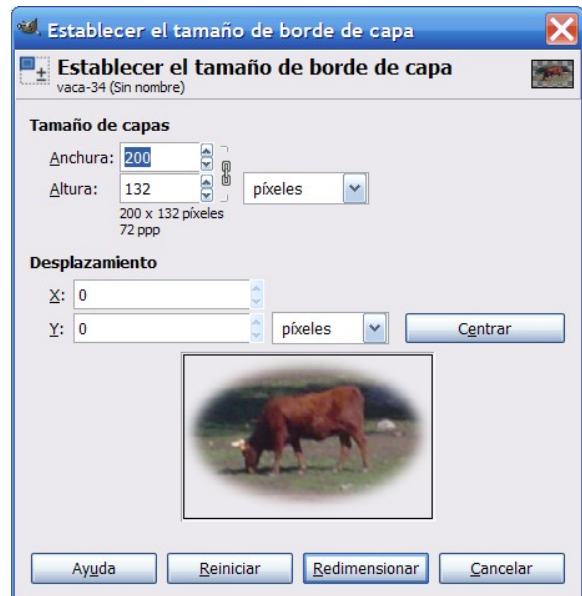 Establecer el tamaño de borde de capa
Establecer el tamaño de borde de capa
vaca-34 (Sin nombre)
Tamaño de capas
Anchura: 200
Altura: 132 píxeles
200 x 132 píxeles
72 ppp
Desplazamiento
X: 0
Y: 0 píxeles Centrar
Ayuda Reiniciar Redimensionar Cancelar